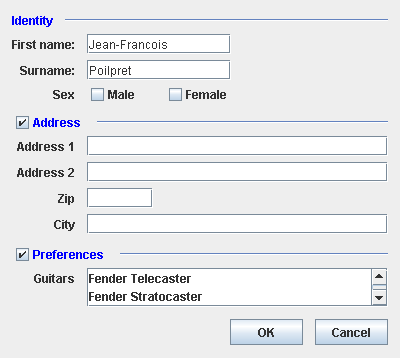 Identity
First name: Jean-Francois
Surname: Poilpret
Sex Male Female
Address
Address 1
Address 2
Zip
City
Preferences
Guitars Fender Telecaster
Fender Stratocaster
OK Cancel